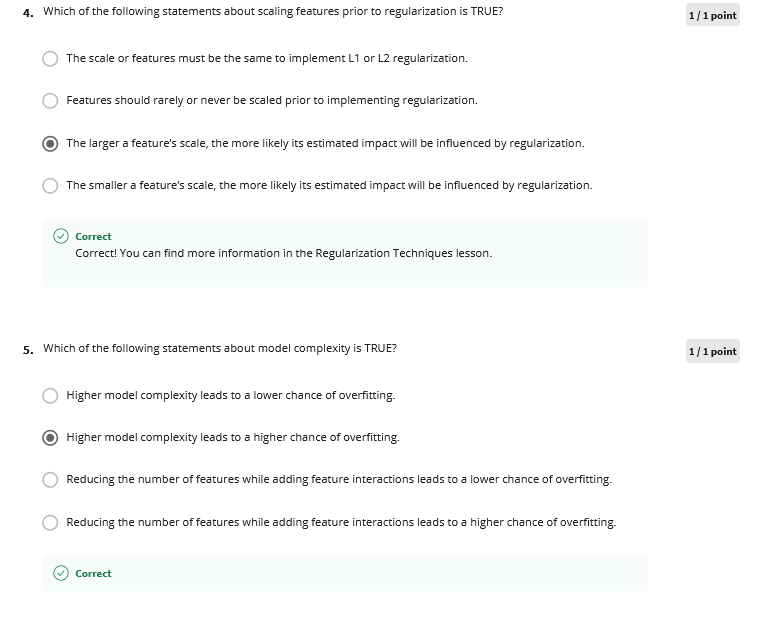 4. Which of the following statements about scaling features prior to regularization is TRUE?
1 / 1 point
The scale or features must be the same to implement L1 or L2 regularization.
Features should rarely or never be scaled prior to implementing regularization.
The larger a feature's scale, the more likely its estimated impact will be influenced by regularization.
The smaller a feature's scale, the more likely its estimated impact will be influenced by regularization.
Correct
Correct! You can find more information in the Regularization Techniques lesson.
5. Which of the following statements about model complexity is TRUE?
1 / 1 point
Higher model complexity leads to a lower chance of overfitting.
Higher model complexity leads to a higher chance of overfitting.
Reducing the number of features while adding feature interactions leads to a lower chance of overfitting.
Reducing the number of features while adding feature interactions leads to a higher chance of overfitting.
Correct